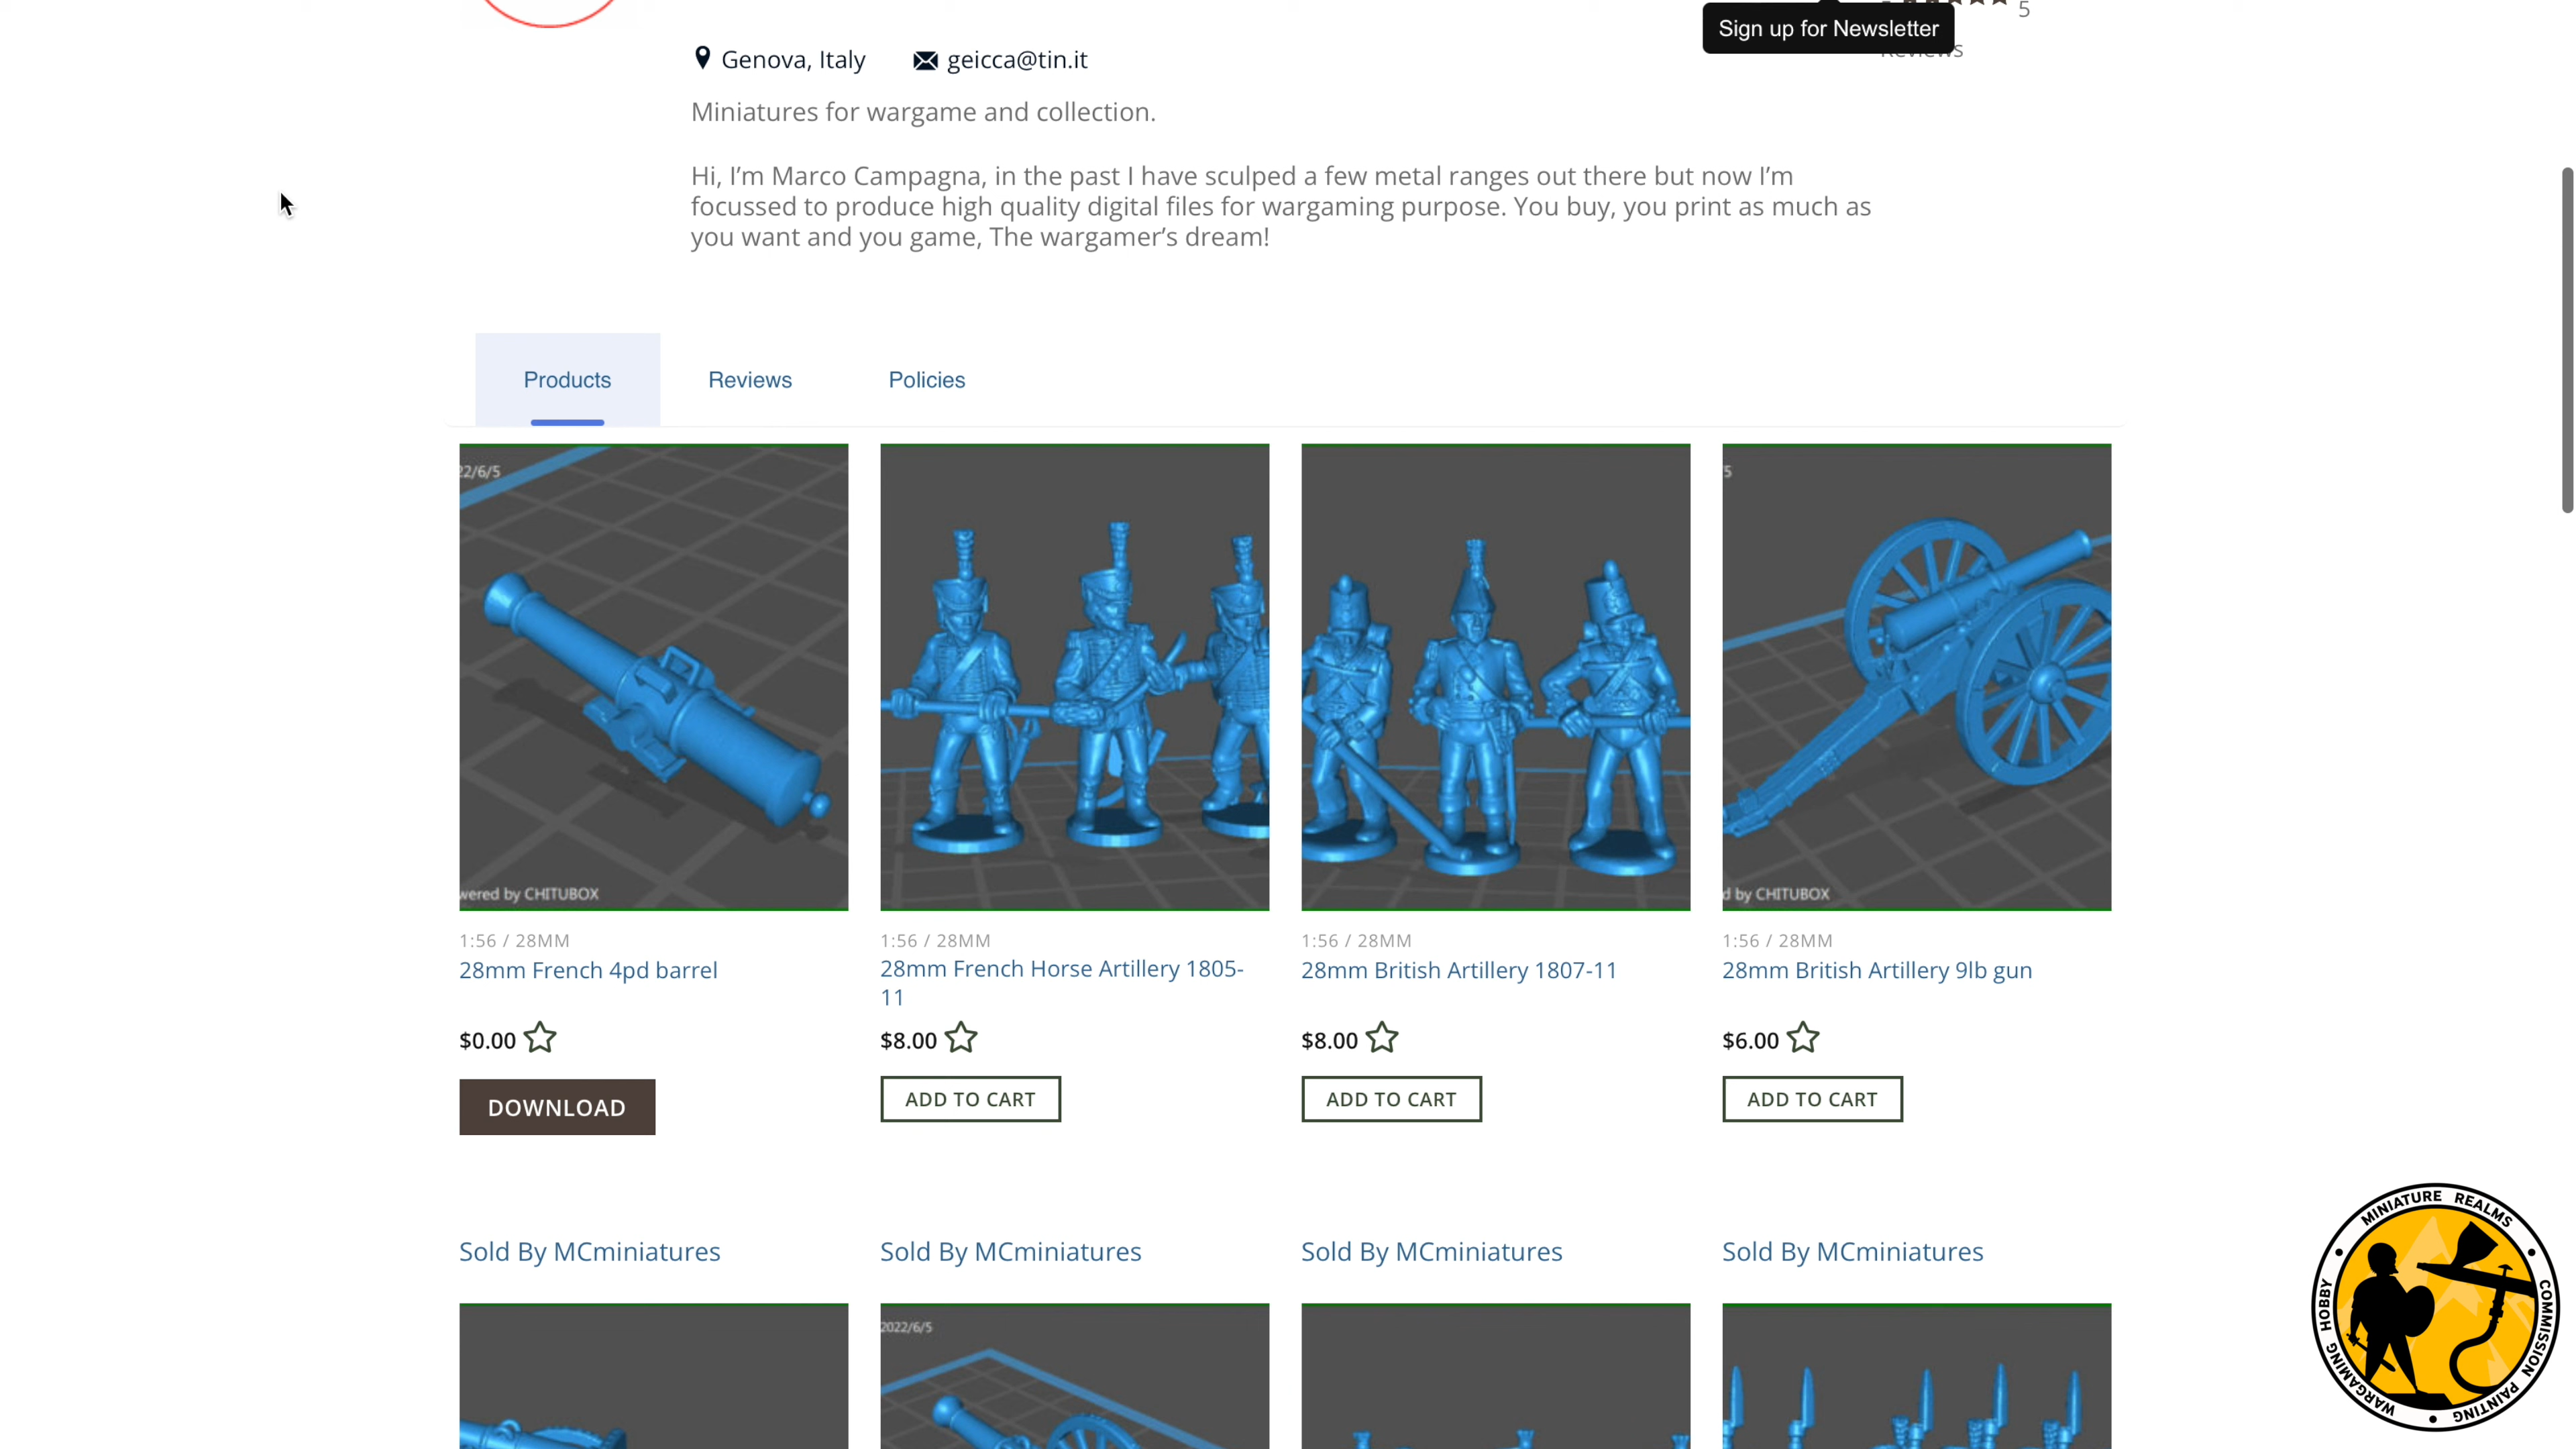 Sign up for Newsletter
5
Reviews
Genova, Italy
geicca@tin.it
Miniatures for wargame and collection.
Hi, I'm Marco Campagna, in the past I have sculped a few metal ranges out there but now I'm
focussed to produce high quality digital files for wargaming purpose. You buy, you print as much as
you want and you game, The wargamer's dream!
Products
Reviews
Policies
22/6/5
5
wered by CHITUBOX
d by CHITUBOX
1:56 / 28MM
28mm French 4pd barrel
$0.00
DOWNLOAD
1:56 / 28MM
28mm French Horse Artillery 1805-
11
$8.00
ADD TO CART
1:56 / 28MM
28mm British Artillery 1807-11
$8.00
ADD TO CART
1:56 / 28MM
28mm British Artillery 9lb gun
$6.00
ADD TO CART
Sold By MCminiatures
Sold By MCminiatures
Sold By MCminiatures
Sold By MCminiatures
2022/6/5
MINIATURE REALMS
COMMISSION PAINTING
WARGAMING HOBBY